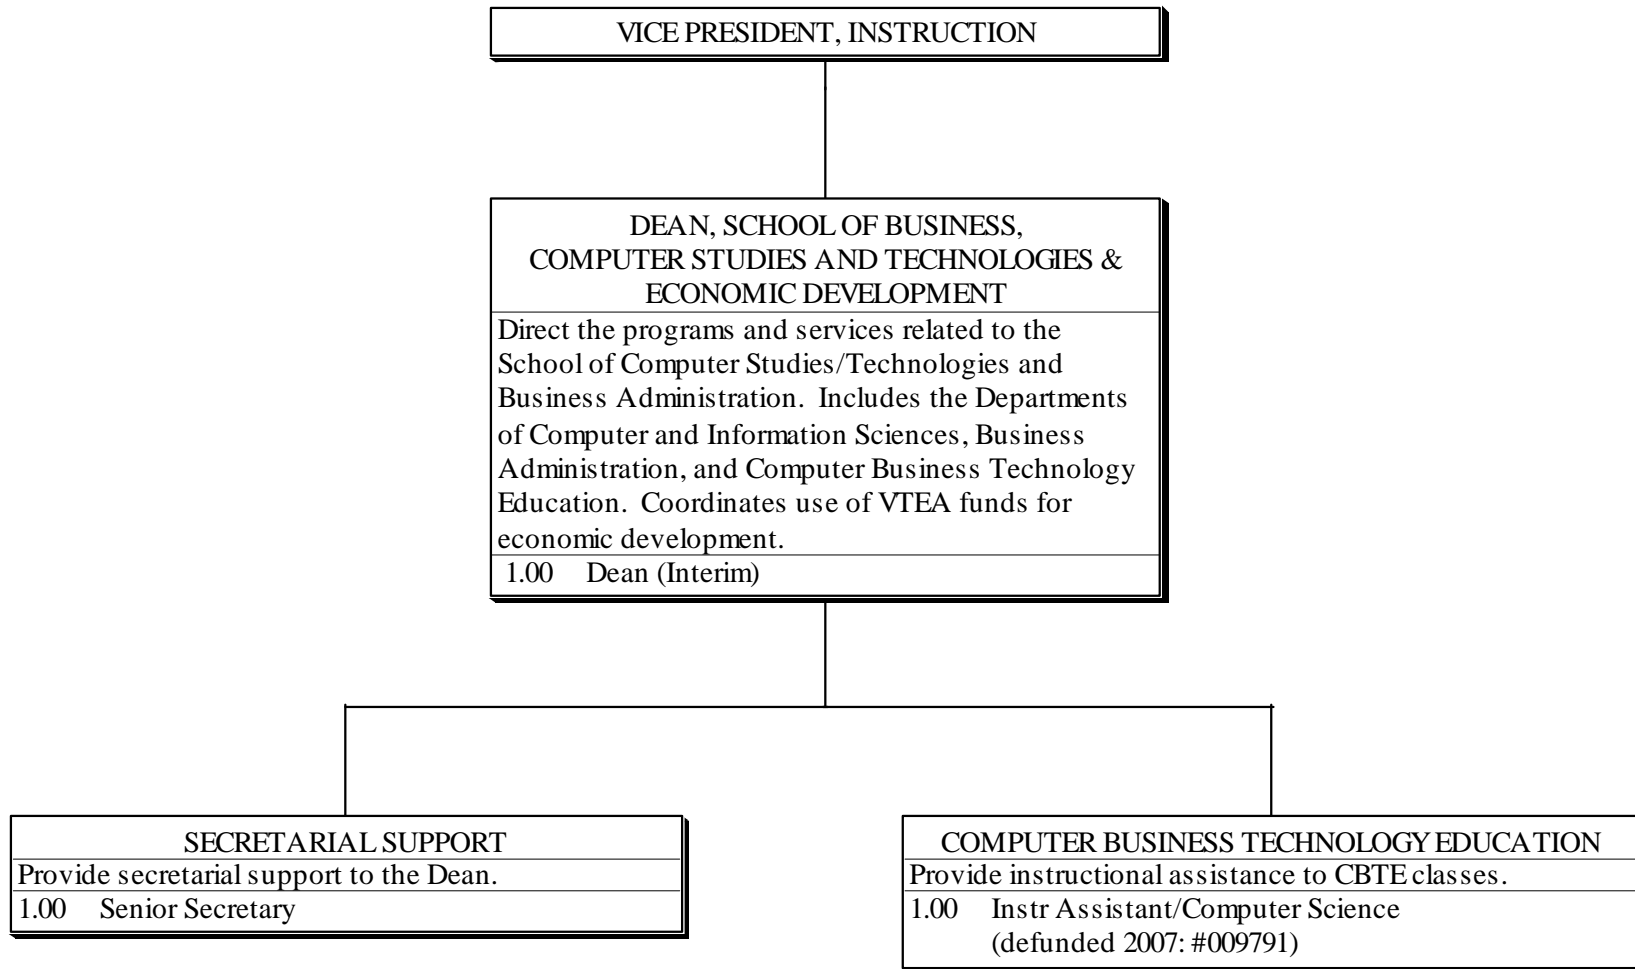 VICE PRESIDENT, INSTRUCTION
DEAN, SCHOOL OF BUSINESS,
COMPUTER STUDIES AND TECHNOLOGIES &
ECONOMIC DEVELOPMENT
Direct the programs and services related to the
School of Computer Studies/Technologies and
Business Administration.  Includes the Departments
of Computer and Information Sciences, Business
Administration, and Computer Business Technology
Education.  Coordinates use of VTEA funds for
economic development.
1.00 Dean (Interim)
SECRETARIAL SUPPORT
Provide secretarial support to the Dean.
1.00 Senior Secretary
COMPUTER BUSINESS TECHNOLOGY EDUCATION
Provide instructional assistance to CBTE classes.
1.00 Instr Assistant/Computer Science
(defunded 2007: #009791)